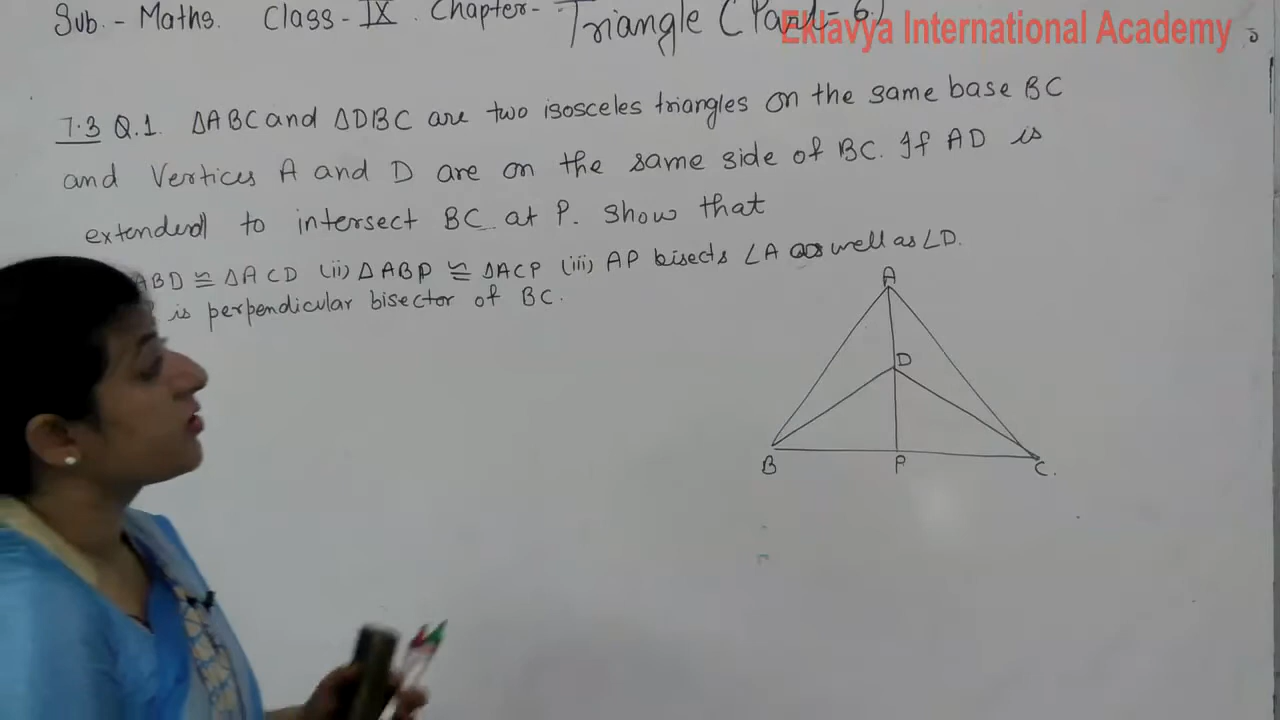 Sub. - Maths. Class - IX. Chapter- Triangle (Part-6)
Eklavya International Academy
7.3 Q.1. ΔABC and ΔDBC are two isosceles triangles on the same base BC
and Vertices A and D are on the same side of BC. If AD is
extended to intersect BC at P. Show that
ABD ≅ ΔACD (ii) ΔABP ≅ ΔACP (iii) AP bisects ∠A as well as ∠D.
is perpendicular bisector of BC.
A
D
B P C.